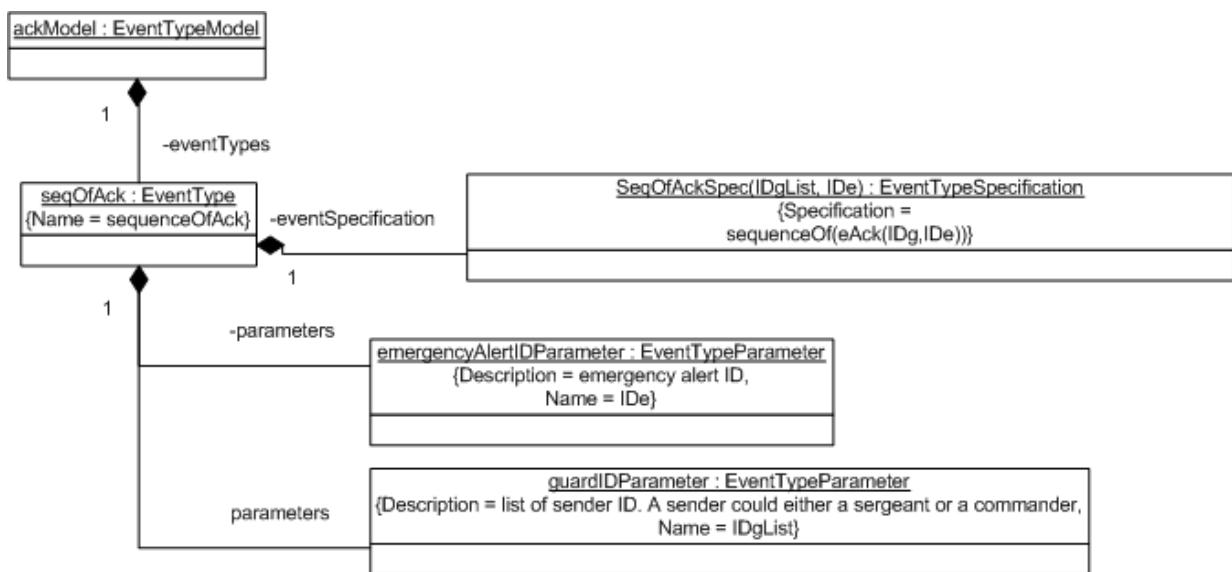 ackModel : EventTypeModel
1
-eventTypes
seqOfAck : EventType
{Name = sequenceOfAck}
-eventSpecification
1
SeqOfAckSpec(IDgList, IDe) : EventTypeSpecification
{Specification =
sequenceOf(eAck(IDg,IDe))}
1
-parameters
emergencyAlertIDParameter : EventTypeParameter
{Description = emergency alert ID,
Name = IDe}
parameters
guardIDParameter : EventTypeParameter
{Description = list of sender ID. A sender could either a sergeant or a commander,
Name = IDgList}